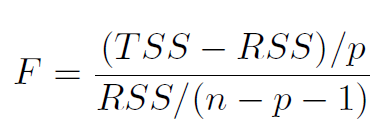 F = (TSS − RSS)/p / RSS/(n − p − 1)